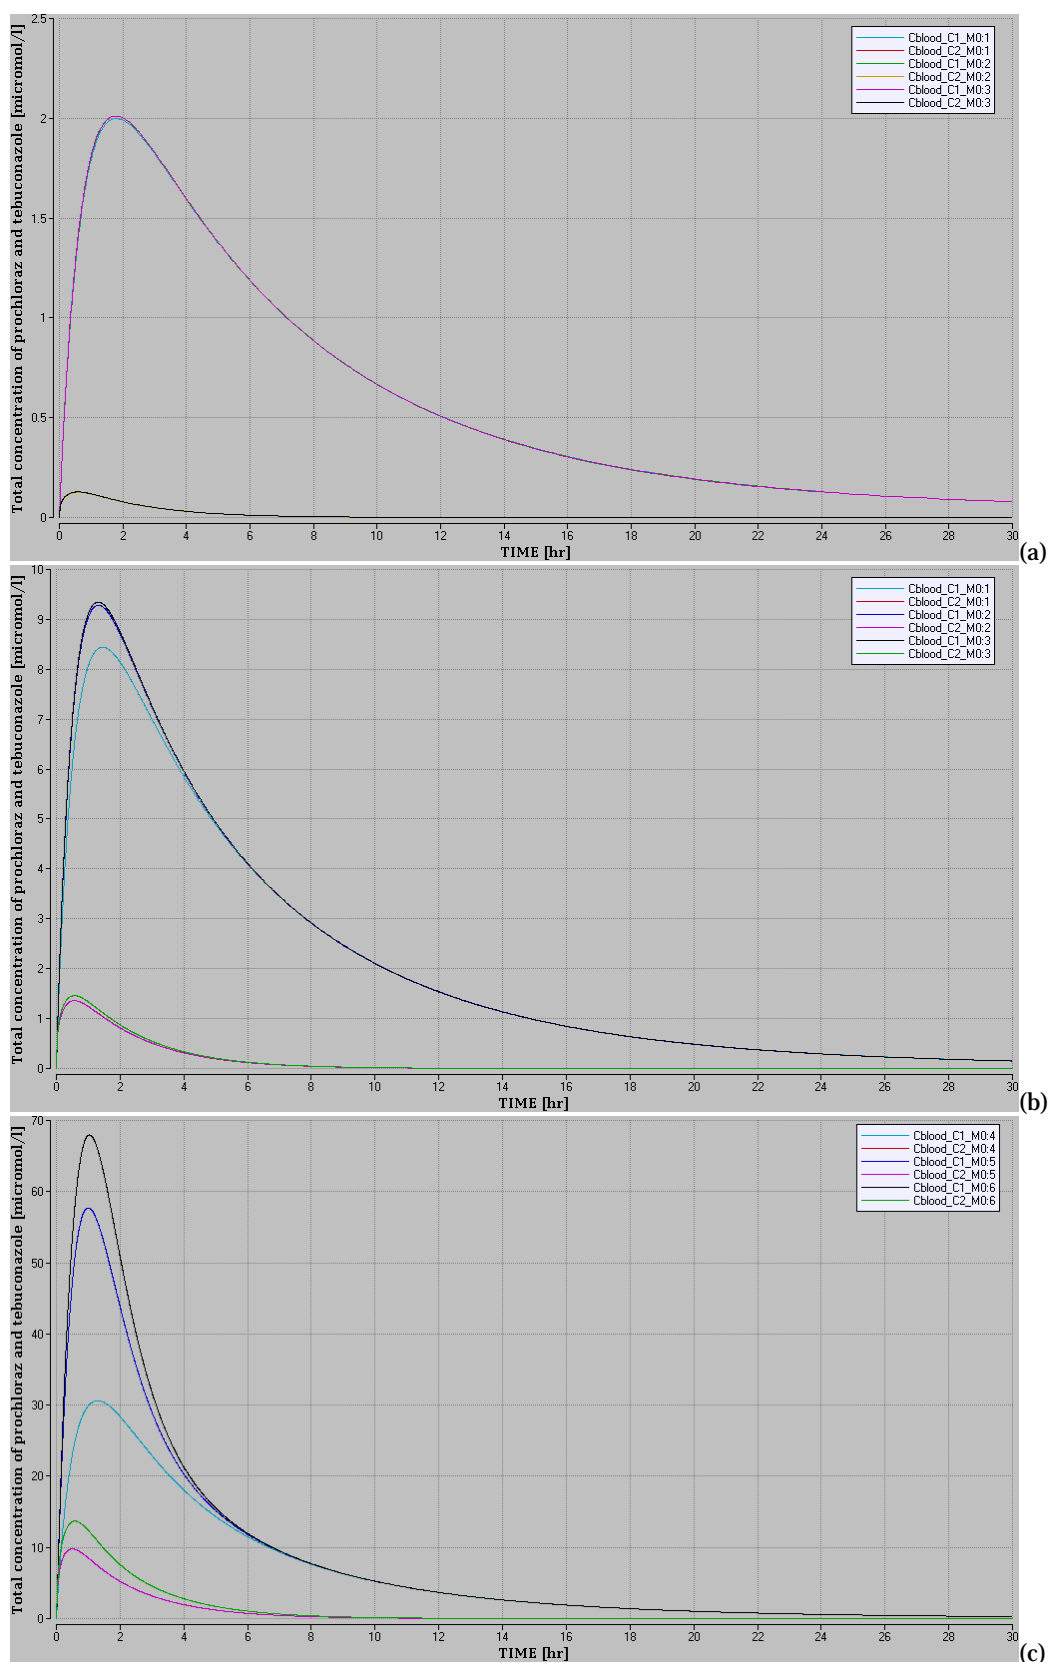 Total concentration of prochloraz and tebuconazole [micromol/l]
2.5
2
1.5
1
0.5
0
Cblood_C1_M0:1
Cblood_C2_M0:1
Cblood_C1_M0:2
Cblood_C2_M0:2
Cblood_C1_M0:3
Cblood_C2_M0:3
0 2 4 6 8 10 12 14 16 18 20 22 24 26 28 30
TIME [hr]
(a)
Total concentration of prochloraz and tebuconazole [micromol/l]
10
9
8
7
6
5
4
3
2
1
0
Cblood_C1_M0:1
Cblood_C2_M0:1
Cblood_C1_M0:2
Cblood_C2_M0:2
Cblood_C1_M0:3
Cblood_C2_M0:3
0 2 4 6 8 10 12 14 16 18 20 22 24 26 28 30
TIME [hr]
(b)
Total concentration of prochloraz and tebuconazole [micromol/l]
70
60
50
40
30
20
10
0
Cblood_C1_M0:4
Cblood_C2_M0:4
Cblood_C1_M0:5
Cblood_C2_M0:5
Cblood_C1_M0:6
Cblood_C2_M0:6
0 2 4 6 8 10 12 14 16 18 20 22 24 26 28 30
TIME [hr]
(c)